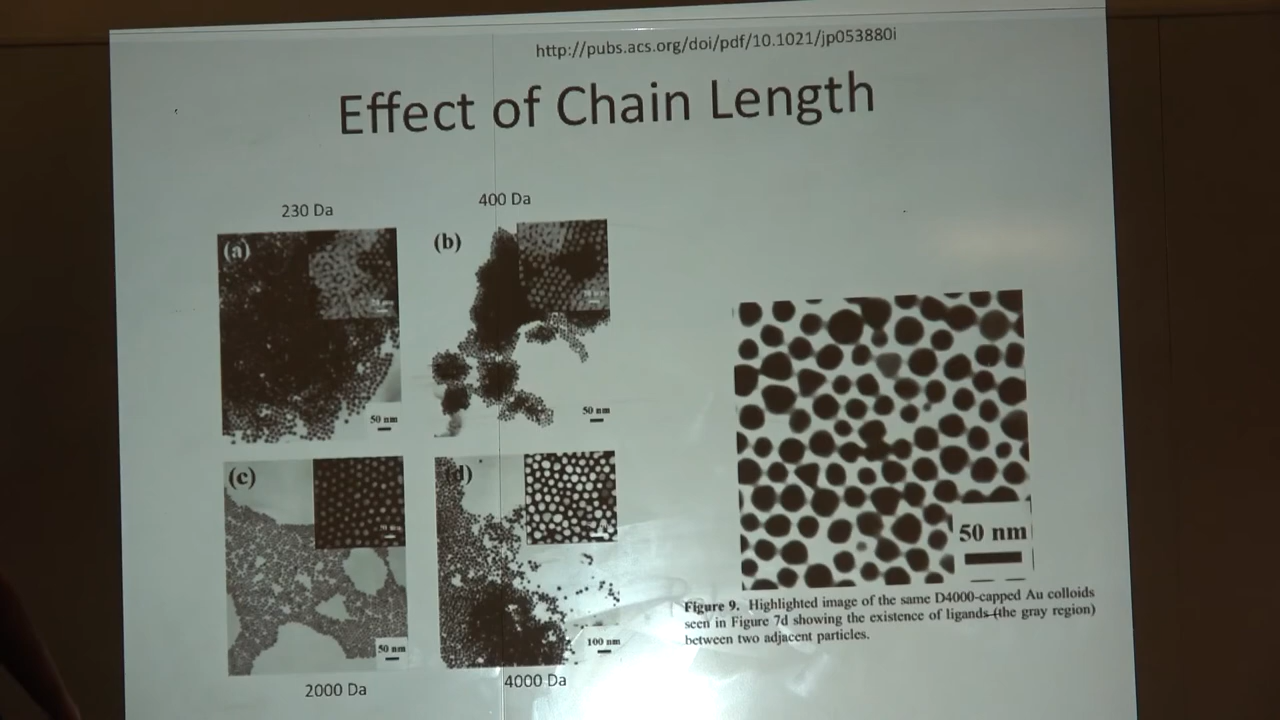 http://pubs.acs.org/doi/pdf/10.1021/jp053880i
Effect of Chain Length
230 Da
400 Da
(a)
50 nm
(b)
50 nm
(c)
50 nm
(d)
100 nm
2000 Da
4000 Da
50 nm
Figure 9. Highlighted image of the same D4000-capped Au colloids
seen in Figure 7d showing the existence of ligands (the gray region)
between two adjacent particles.